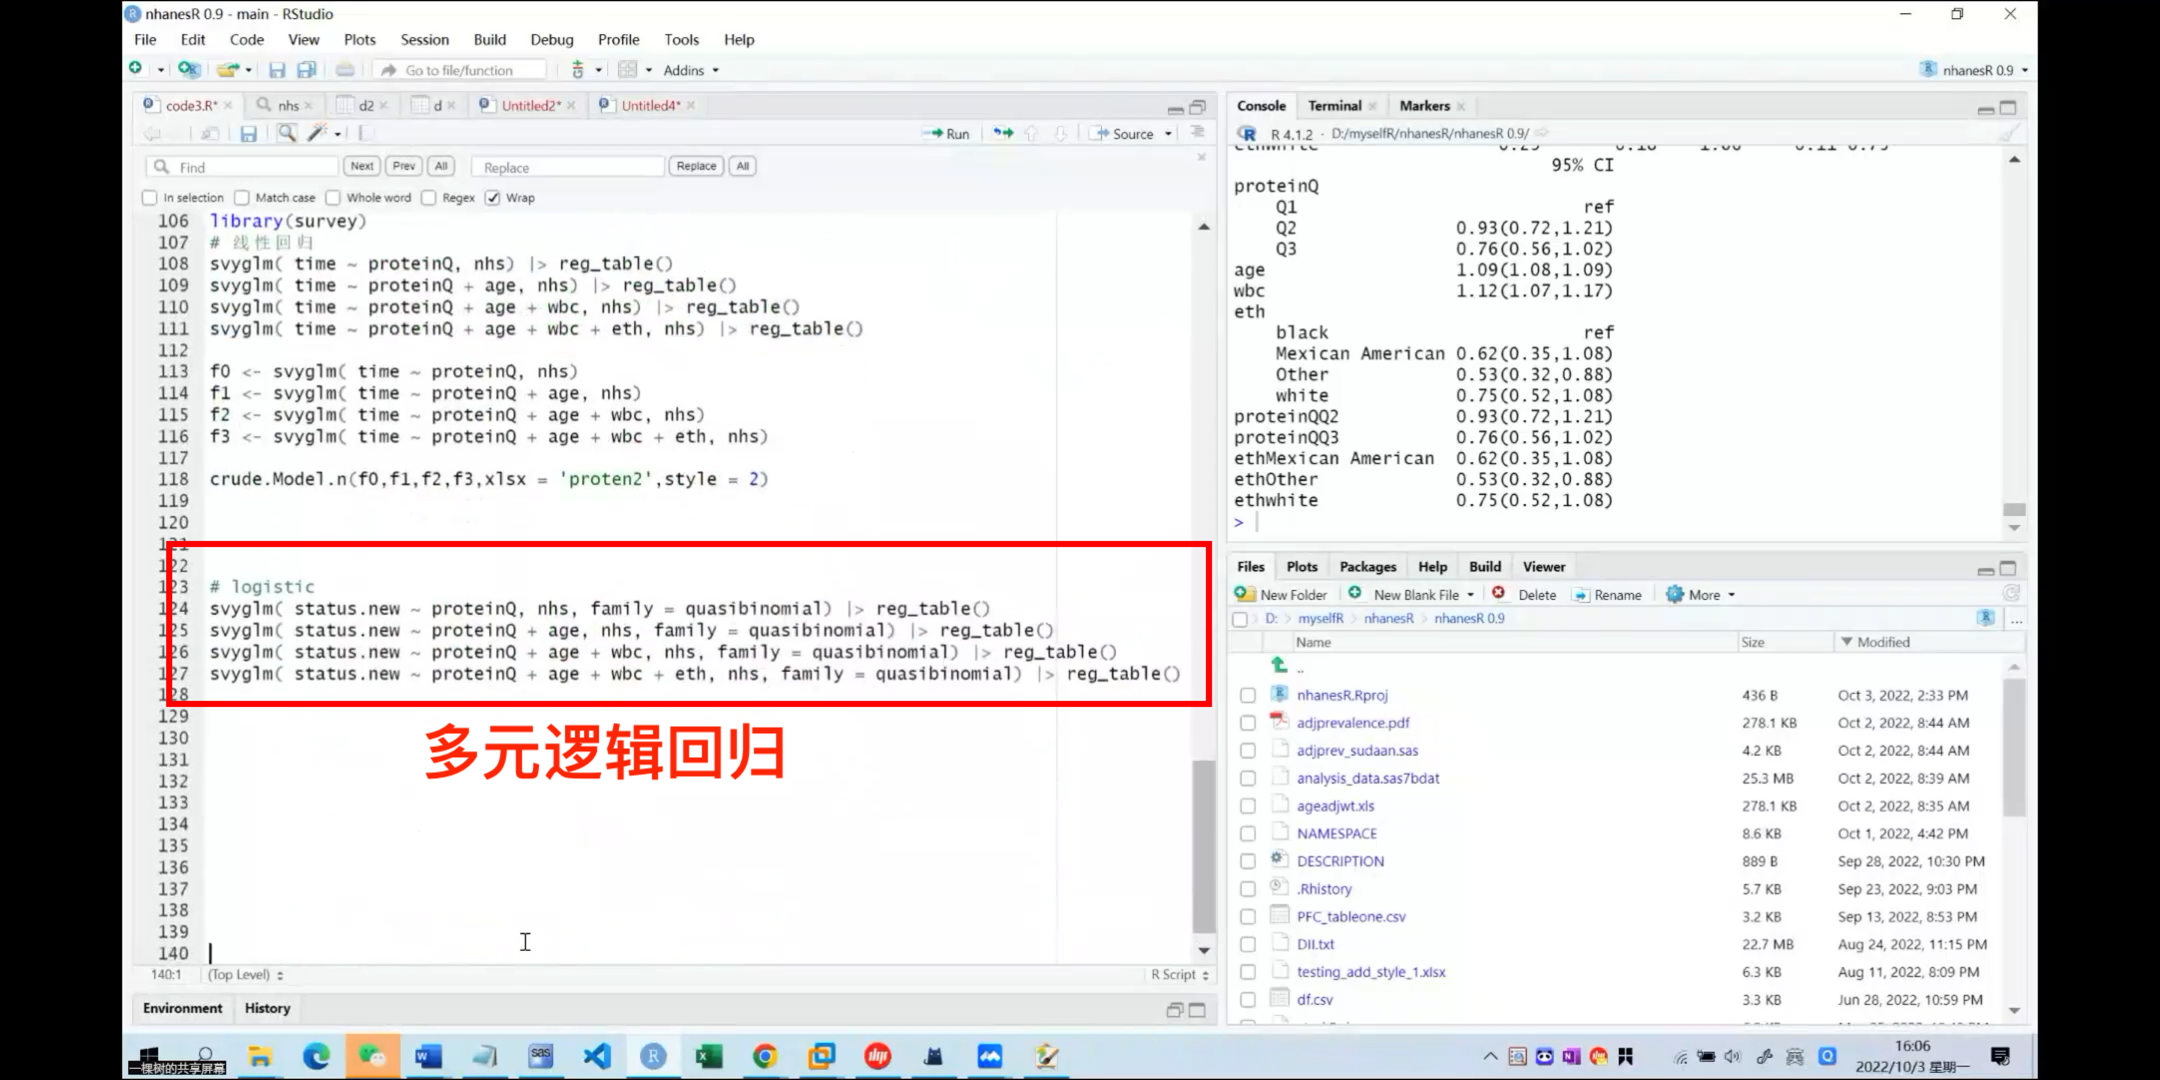 nhanesR 0.9 - main - RStudio
File Edit Code View Plots Session Build Debug Profile Tools Help
Go to file/function Addins nhanesR 0.9
code3.R* nhs d2 d Untitled2* Untitled4*
Run Source
Find Next Prev All Replace Replace All
In selection Match case Whole word Regex Wrap
106 library(survey)
107 # 线性回归
108 svyglm( time ~ proteinQ, nhs) |> reg_table()
109 svyglm( time ~ proteinQ + age, nhs) |> reg_table()
110 svyglm( time ~ proteinQ + age + wbc, nhs) |> reg_table()
111 svyglm( time ~ proteinQ + age + wbc + eth, nhs) |> reg_table()
112
113 f0 <- svyglm( time ~ proteinQ, nhs)
114 f1 <- svyglm( time ~ proteinQ + age, nhs)
115 f2 <- svyglm( time ~ proteinQ + age + wbc, nhs)
116 f3 <- svyglm( time ~ proteinQ + age + wbc + eth, nhs)
117
118 crude.Model.n(f0,f1,f2,f3,xlsx = 'proten2',style = 2)
119
120
121
122
123 # logistic
124 svyglm( status.new ~ proteinQ, nhs, family = quasibinomial) |> reg_table()
125 svyglm( status.new ~ proteinQ + age, nhs, family = quasibinomial) |> reg_table()
126 svyglm( status.new ~ proteinQ + age + wbc, nhs, family = quasibinomial) |> reg_table()
127 svyglm( status.new ~ proteinQ + age + wbc + eth, nhs, family = quasibinomial) |> reg_table()
128
129
130
131
132
133
134
135
136
137
138
139
140
多元逻辑回归
140:1 (Top Level) R Script
Environment History
Console Terminal Markers
R 4.1.2 · D:/myselfR/nhanesR/nhanesR 0.9/
95% CI
proteinQ
Q1 ref
Q2 0.93(0.72,1.21)
Q3 0.76(0.56,1.02)
age 1.09(1.08,1.09)
wbc 1.12(1.07,1.17)
eth
black ref
Mexican American 0.62(0.35,1.08)
Other 0.53(0.32,0.88)
white 0.75(0.52,1.08)
proteinQQ2 0.93(0.72,1.21)
proteinQQ3 0.76(0.56,1.02)
ethMexican American 0.62(0.35,1.08)
ethOther 0.53(0.32,0.88)
ethwhite 0.75(0.52,1.08)
>
Files Plots Packages Help Build Viewer
New Folder New Blank File Delete Rename More
D: myselfR nhanesR nhanesR 0.9 ...
Name Size Modified
..
nhanesR.Rproj 436 B Oct 3, 2022, 2:33 PM
adjprevalence.pdf 278.1 KB Oct 2, 2022, 8:44 AM
adjprev_sudaan.sas 4.2 KB Oct 2, 2022, 8:44 AM
analysis_data.sas7bdat 25.3 MB Oct 2, 2022, 8:39 AM
ageadjwt.xls 278.1 KB Oct 2, 2022, 8:35 AM
NAMESPACE 8.6 KB Oct 1, 2022, 4:42 PM
DESCRIPTION 889 B Sep 28, 2022, 10:30 PM
.Rhistory 5.7 KB Sep 23, 2022, 9:03 PM
PFC_tableone.csv 3.2 KB Sep 13, 2022, 8:53 PM
DII.txt 22.7 MB Aug 24, 2022, 11:15 PM
testing_add_style_1.xlsx 6.3 KB Aug 11, 2022, 8:09 PM
df.csv 3.3 KB Jun 28, 2022, 10:59 PM
一棵树的共享屏幕
sas
16:06
2022/10/3 星期一